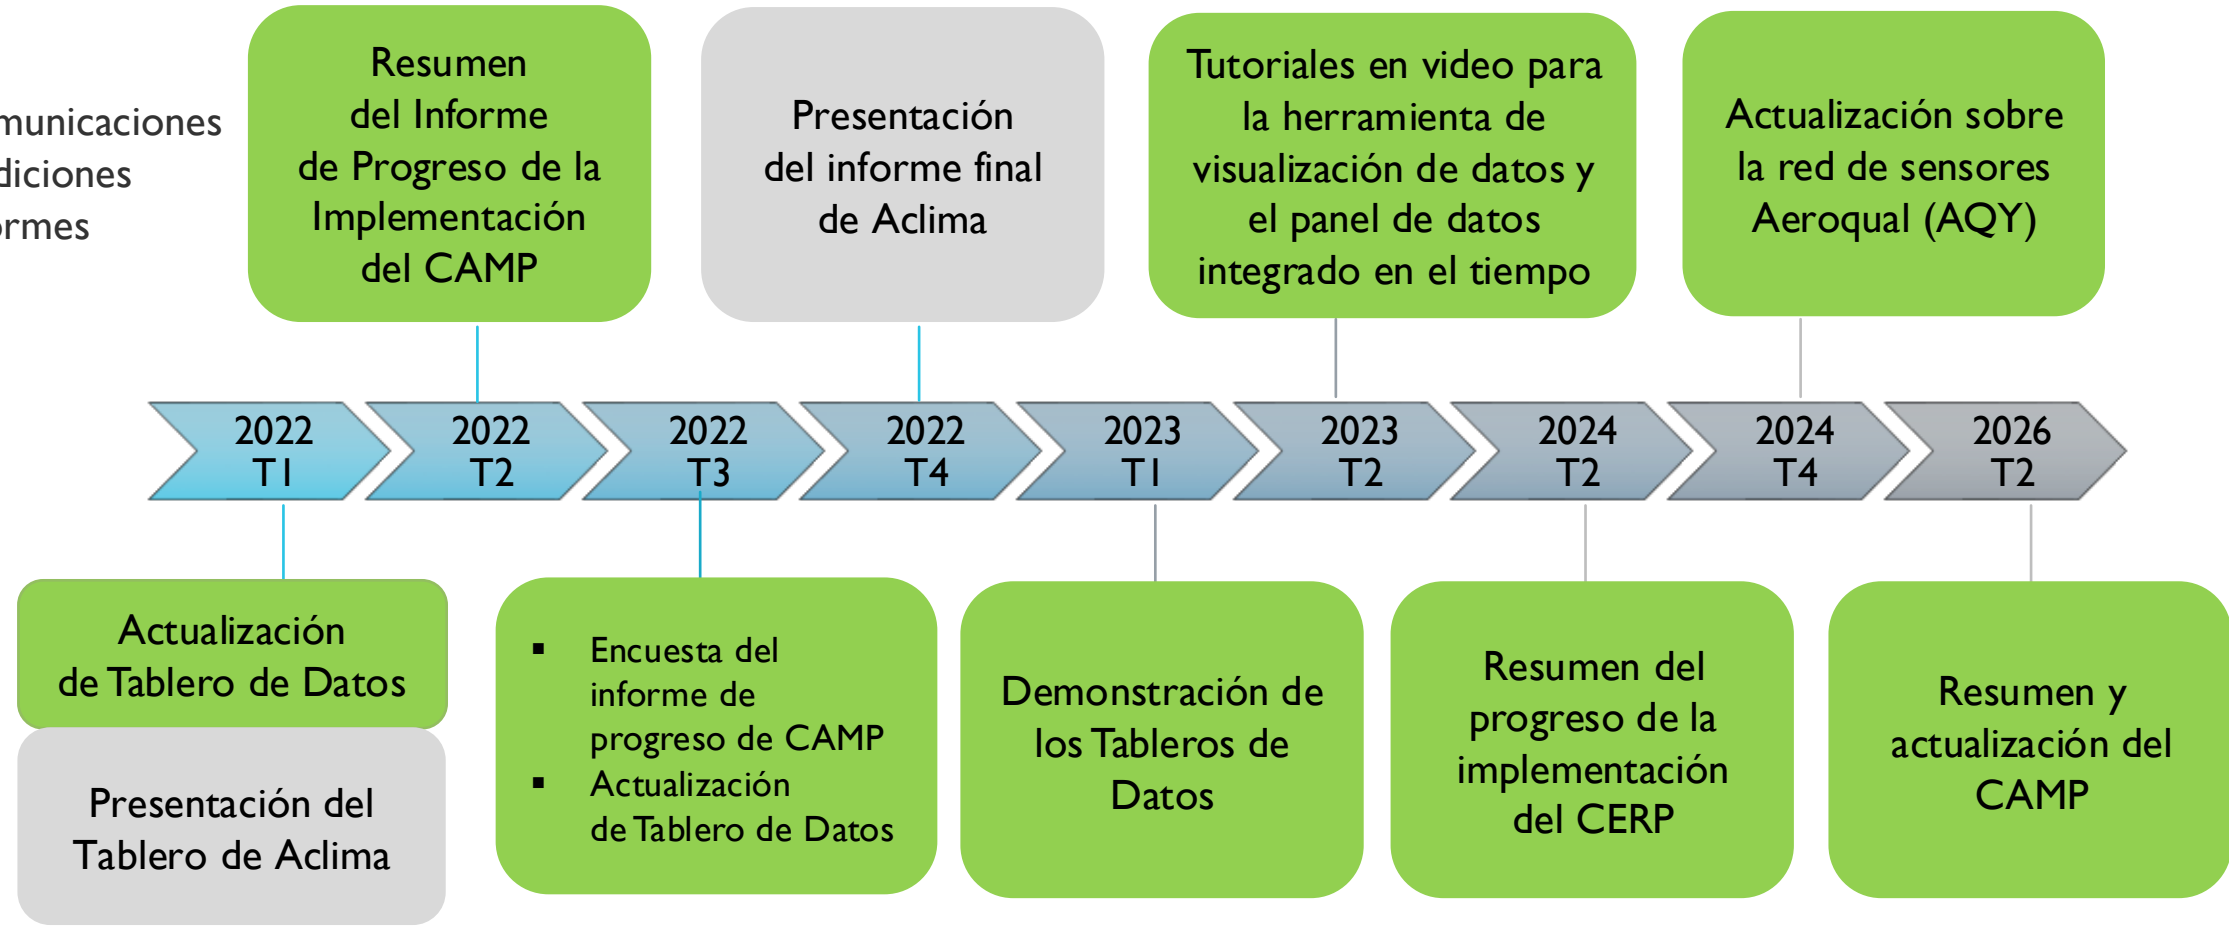 Resumen
del Informe
de Progreso de la
Implementación
del CAMP
Presentación
del informe final
de Aclima
Tutoriales en video para
la herramienta de
visualización de datos y
el panel de datos
integrado en el tiempo
Actualización sobre
la red de sensores
Aeroqual (AQY)
2022
T1
2022
T2
2022
T3
2022
T4
2023
T1
2023
T2
2024
T2
2024
T4
2026
T2
Actualización
de Tablero de Datos
Presentación del
Tablero de Aclima
▪ Encuesta del
informe de
progreso de CAMP
▪ Actualización
de Tablero de Datos
Demonstración de
los Tableros de
Datos
Resumen del
progreso de la
implementación
del CERP
Resumen y
actualización del
CAMP